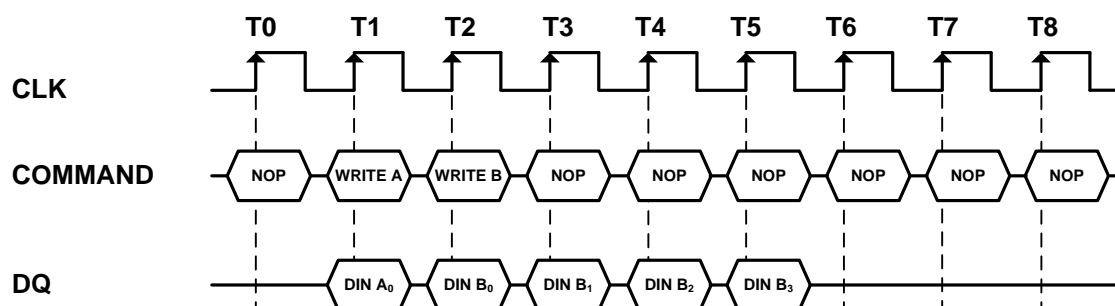 T0 T1 T2 T3 T4 T5 T6 T7 T8
CLK
COMMAND NOP WRITE A WRITE B NOP NOP NOP NOP NOP NOP
DQ DIN A₀ DIN B₀ DIN B₁ DIN B₂ DIN B₃